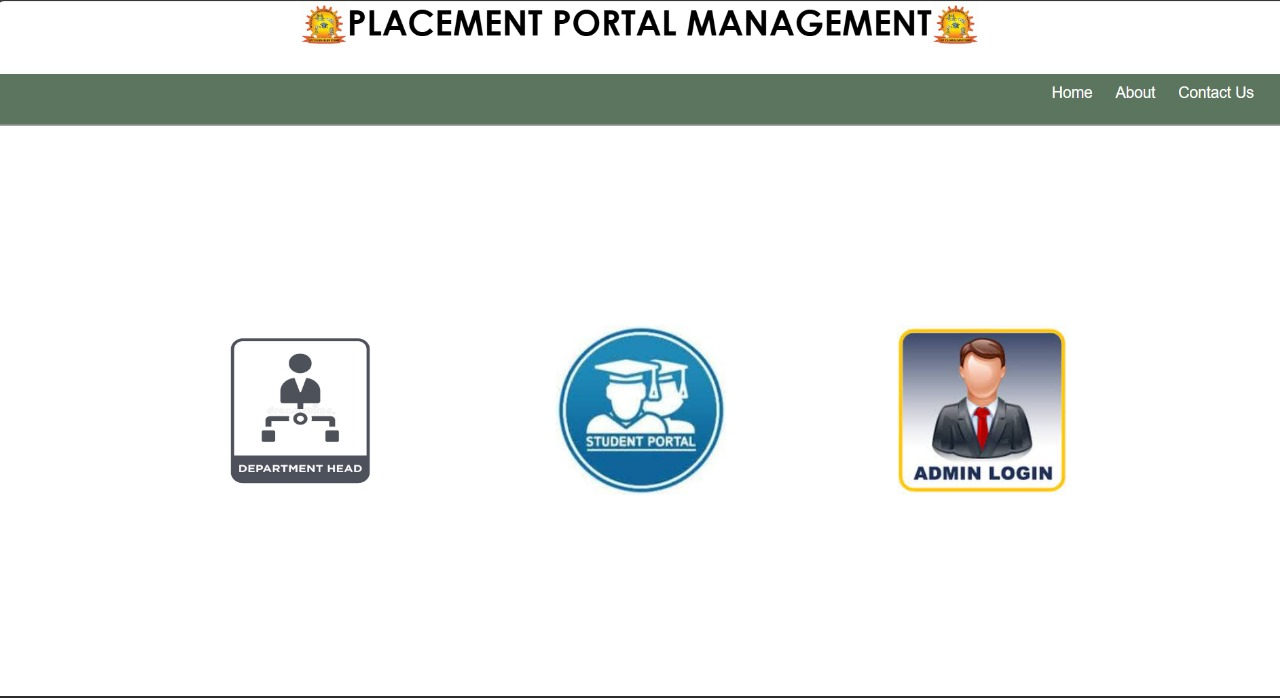 PLACEMENT PORTAL MANAGEMENT
Home About Contact Us
DEPARTMENT HEAD
STUDENT PORTAL
ADMIN LOGIN